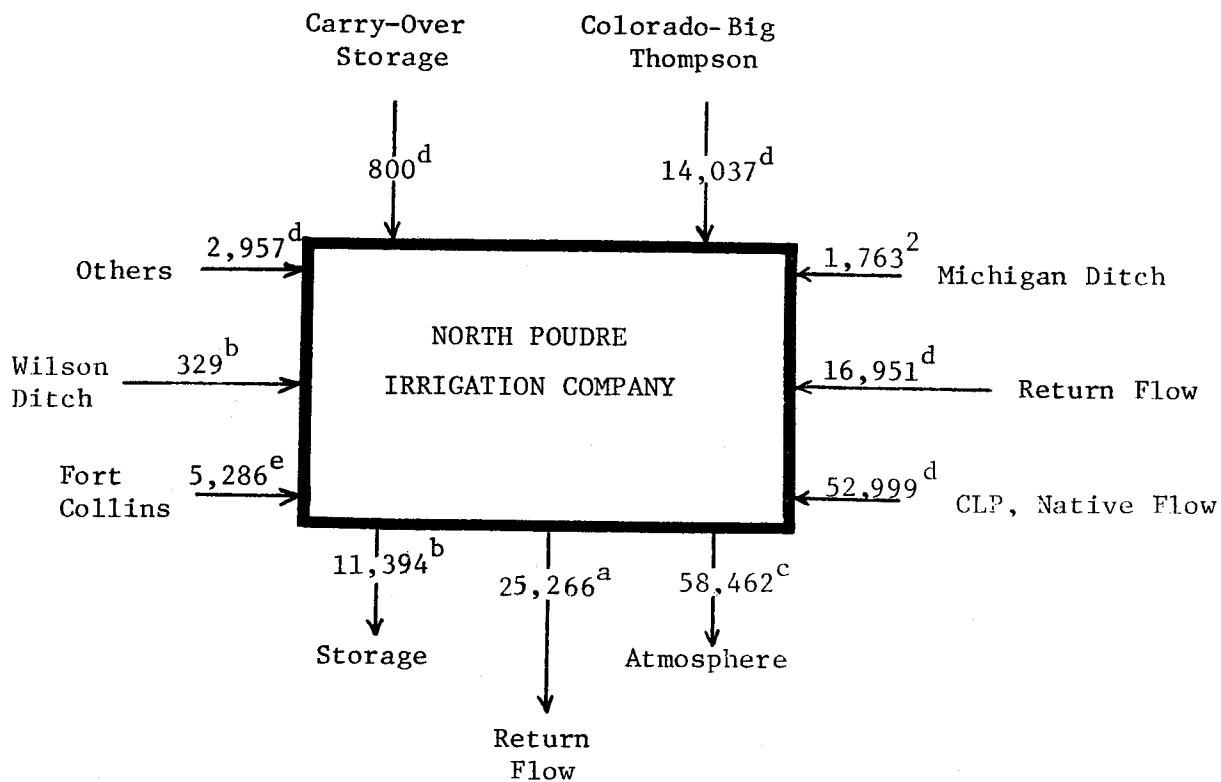 Carry-Over
Storage
Colorado-Big
Thompson
800d
14,037d
Others
2,957d
1,7632
Michigan Ditch
NORTH POUDRE
IRRIGATION COMPANY
Wilson
Ditch
329b
16,951d
Return Flow
Fort
Collins
5,286e
52,999d
CLP, Native Flow
11,394b
25,266a
58,462c
Storage
Atmosphere
Return
Flow